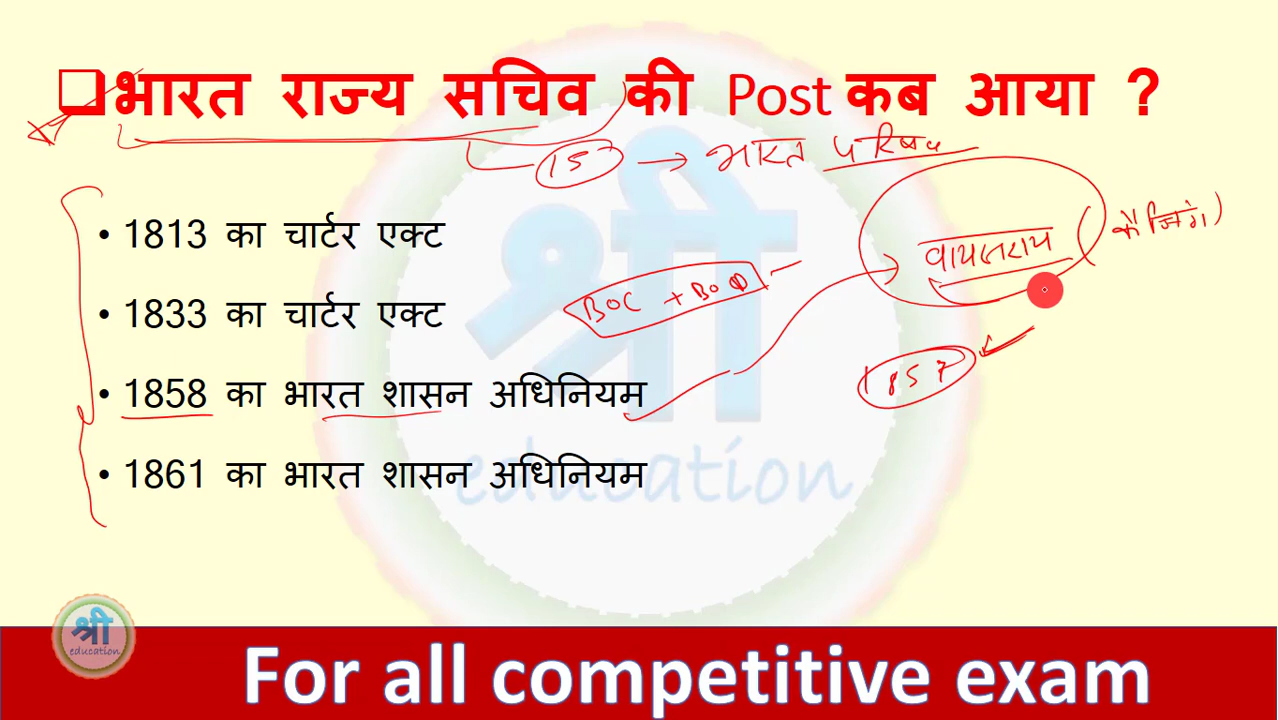 भारत राज्य सचिव की Post कब आया ?
→ भारत परिषद
• 1813 का चार्टर एक्ट
वायसराय
• 1833 का चार्टर एक्ट
BOC + BOD
• 1858 का भारत शासन अधिनियम
1857
• 1861 का भारत शासन अधिनियम
श्री
education
श्री
education
For all competitive exam